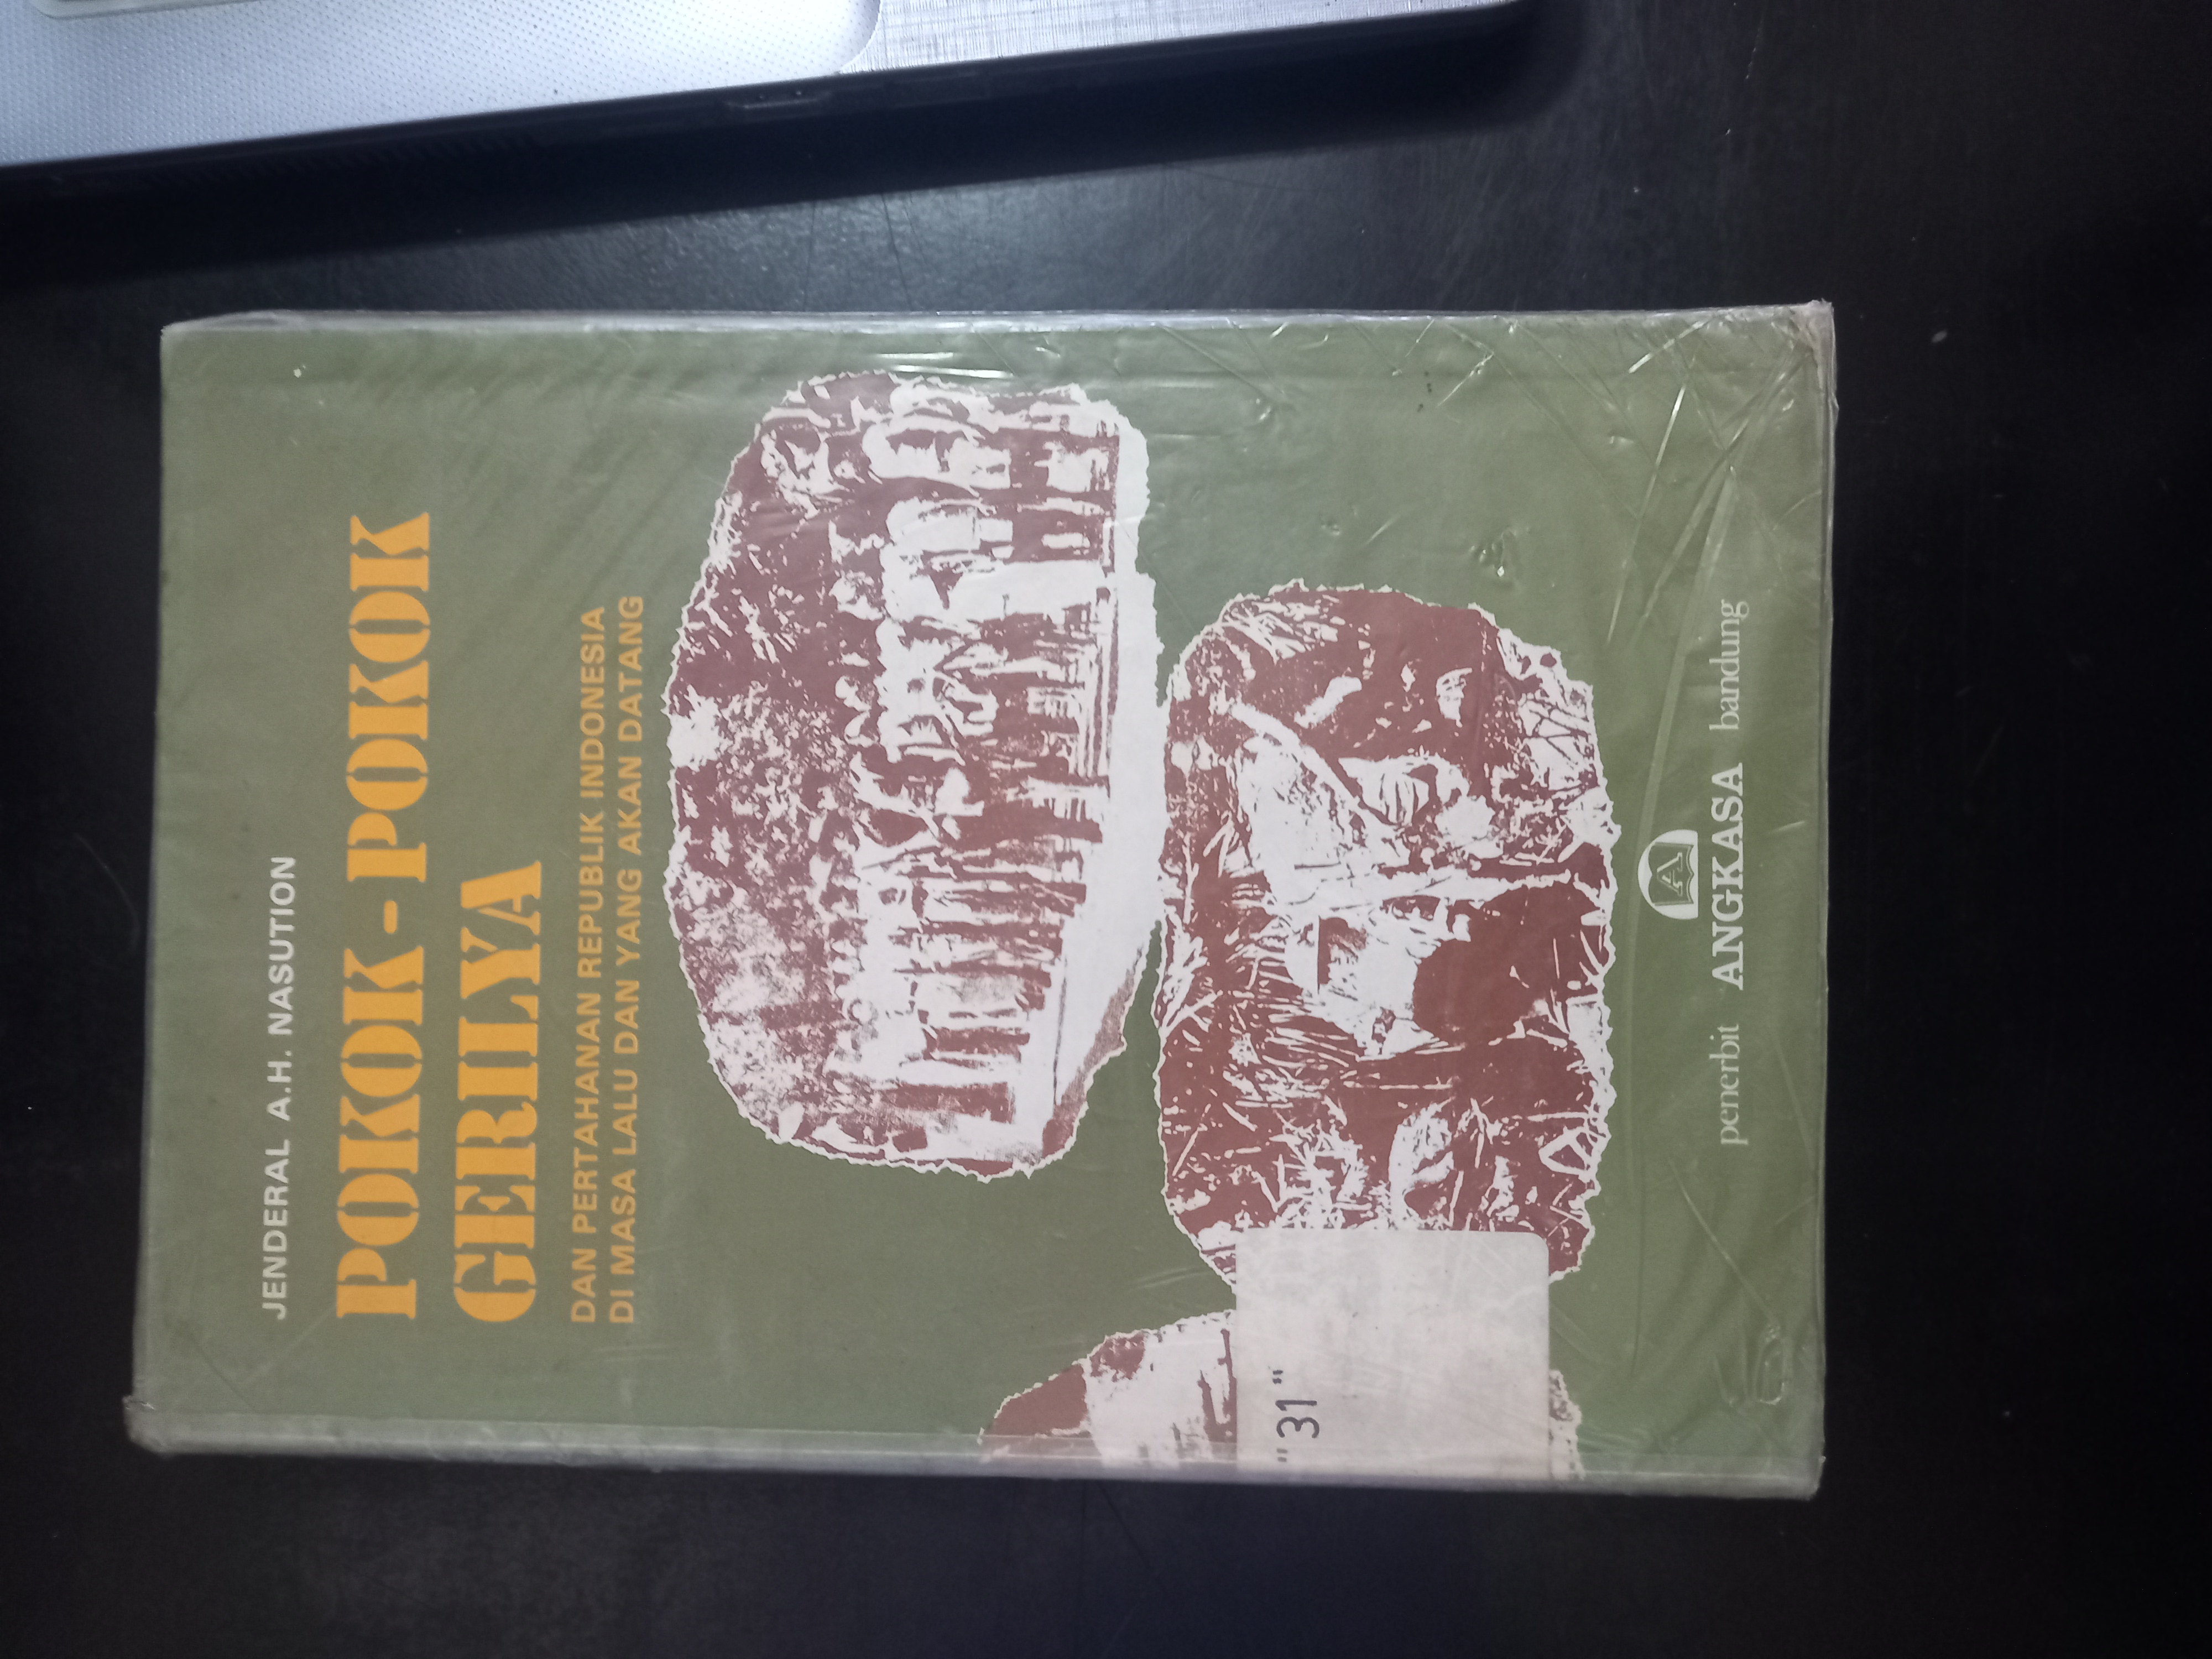 JENDERAL A.H. NASUTION
POKOK - POKOK
GERILYA
DAN PERTAHANAN REPUBLIK INDONESIA
DI MASA LALU DAN YANG AKAN DATANG
"31"
A
penerbit ANGKASA bandung